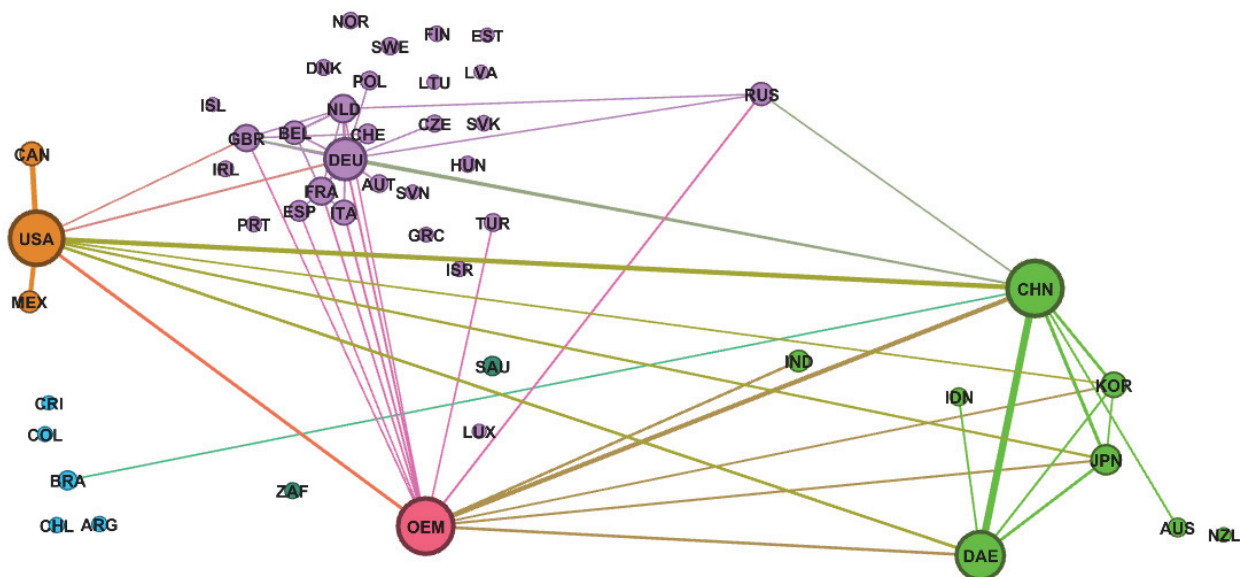 NOR
FIN
EST
SWE
DNK
POL
LTU
LVA
ISL
NLD
RUS
GBR
BEL
CHE
CZE
SVK
CAN
DEU
IRL
HUN
FRA
AUT
SVN
ESP
ITA
PRT
TUR
USA
GRC
ISR
CHN
MEX
SAU
IND
KOR
IDN
CRI
COL
LUX
JPN
BRA
ZAF
CHL
ARG
OEM
AUS
NZL
DAE